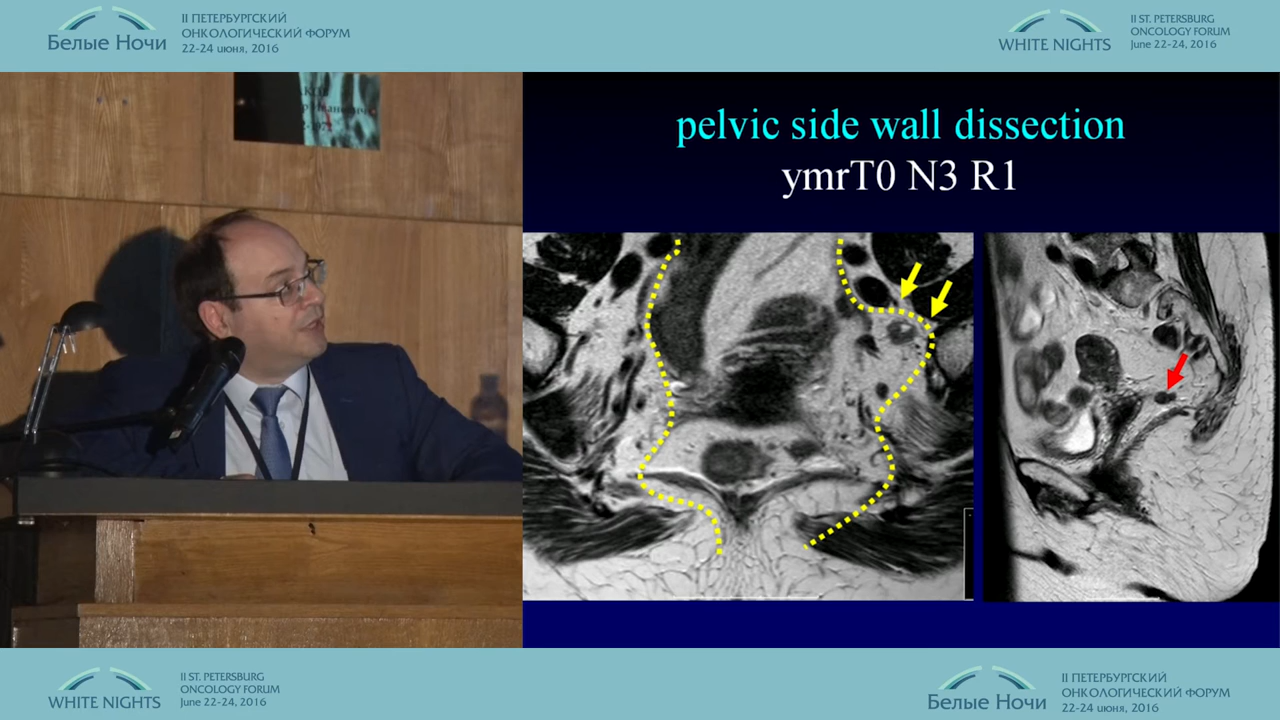 Белые Ночи
II ПЕТЕРБУРГСКИЙ
ОНКОЛОГИЧЕСКИЙ ФОРУМ
22-24 июня, 2016
WHITE NIGHTS
II ST. PETERSBURG
ONCOLOGY FORUM
June 22-24, 2016
pelvic side wall dissection
ymrT0 N3 R1
WHITE NIGHTS
II ST. PETERSBURG
ONCOLOGY FORUM
June 22-24, 2016
Белые Ночи
II ПЕТЕРБУРГСКИЙ
ОНКОЛОГИЧЕСКИЙ ФОРУМ
22-24 июня, 2016